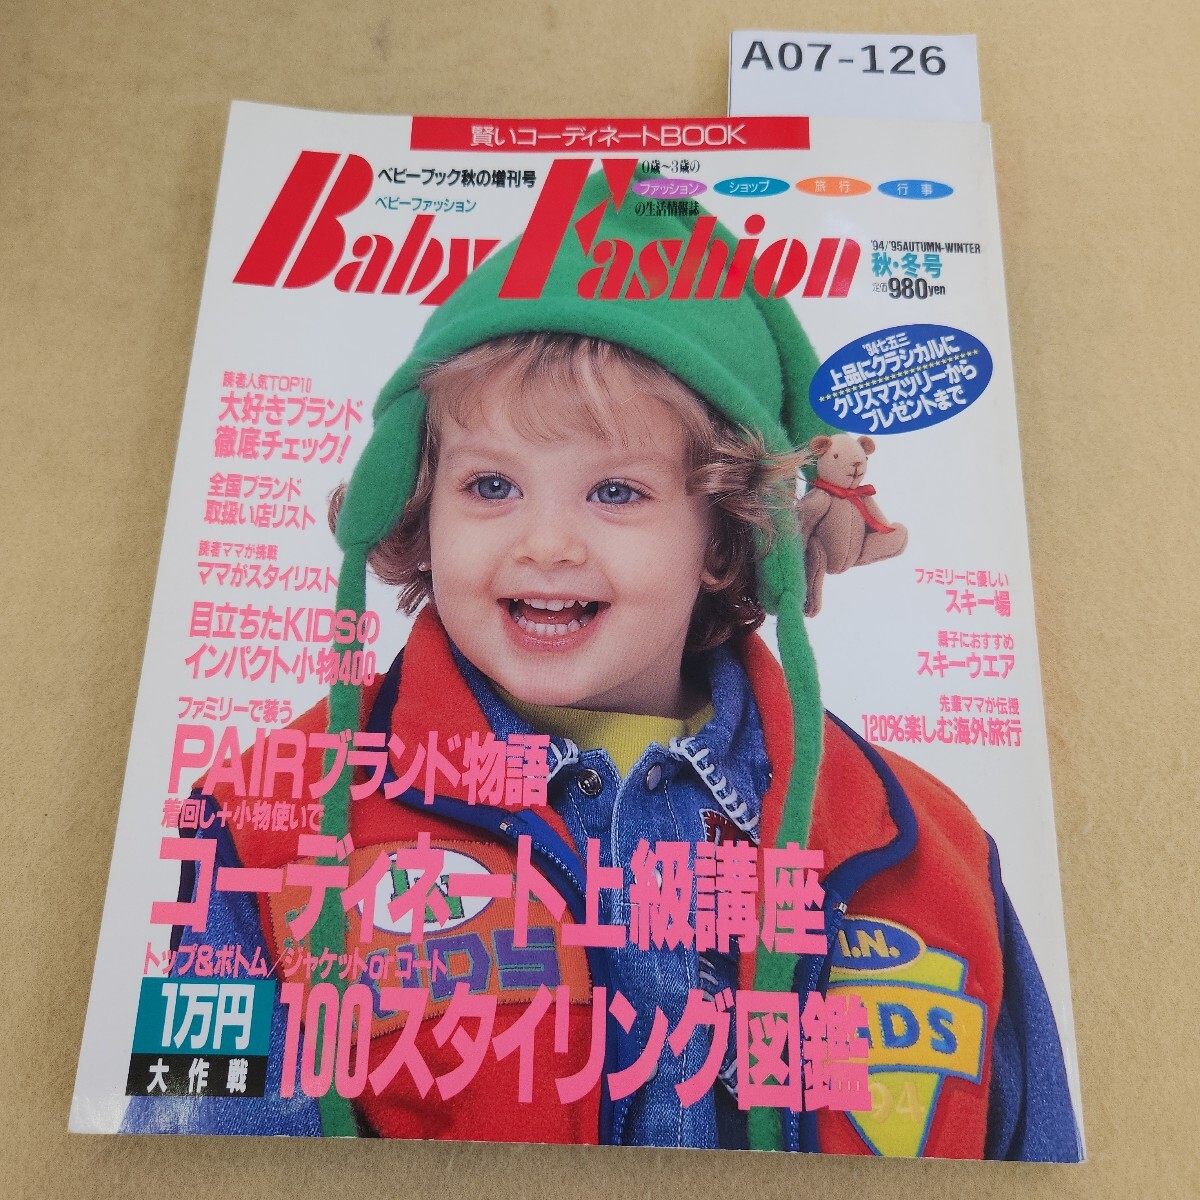 A07-126
賢いコーディネートBOOK
ベビーブック秋の増刊号
ベビーファッション
Baby Fashion
0歳〜3歳の
ファッション ショップ 旅行 行事
の生活情報誌
'94/'95AUTUMN-WINTER
秋・冬号
定価980yen
'94七五三
上品にクラシカルに
クリスマスツリーから
プレゼントまで
読者人気TOP10
大好きブランド
徹底チェック!
全国ブランド
取扱い店リスト
読者ママが挑戦
ママがスタイリスト
目立ちたKIDSの
インパクト小物400
ファミリーで装う
PAIRブランド物語
着回し+小物使いで
コーディネート上級講座
トップ&ボトム/ジャケットorコート
1万円
大作戦
100スタイリング図鑑
ファミリーに優しい
スキー場
親子におすすめ
スキーウエア
先輩ママが伝授
120%楽しむ海外旅行
I.N.
KIDS
94